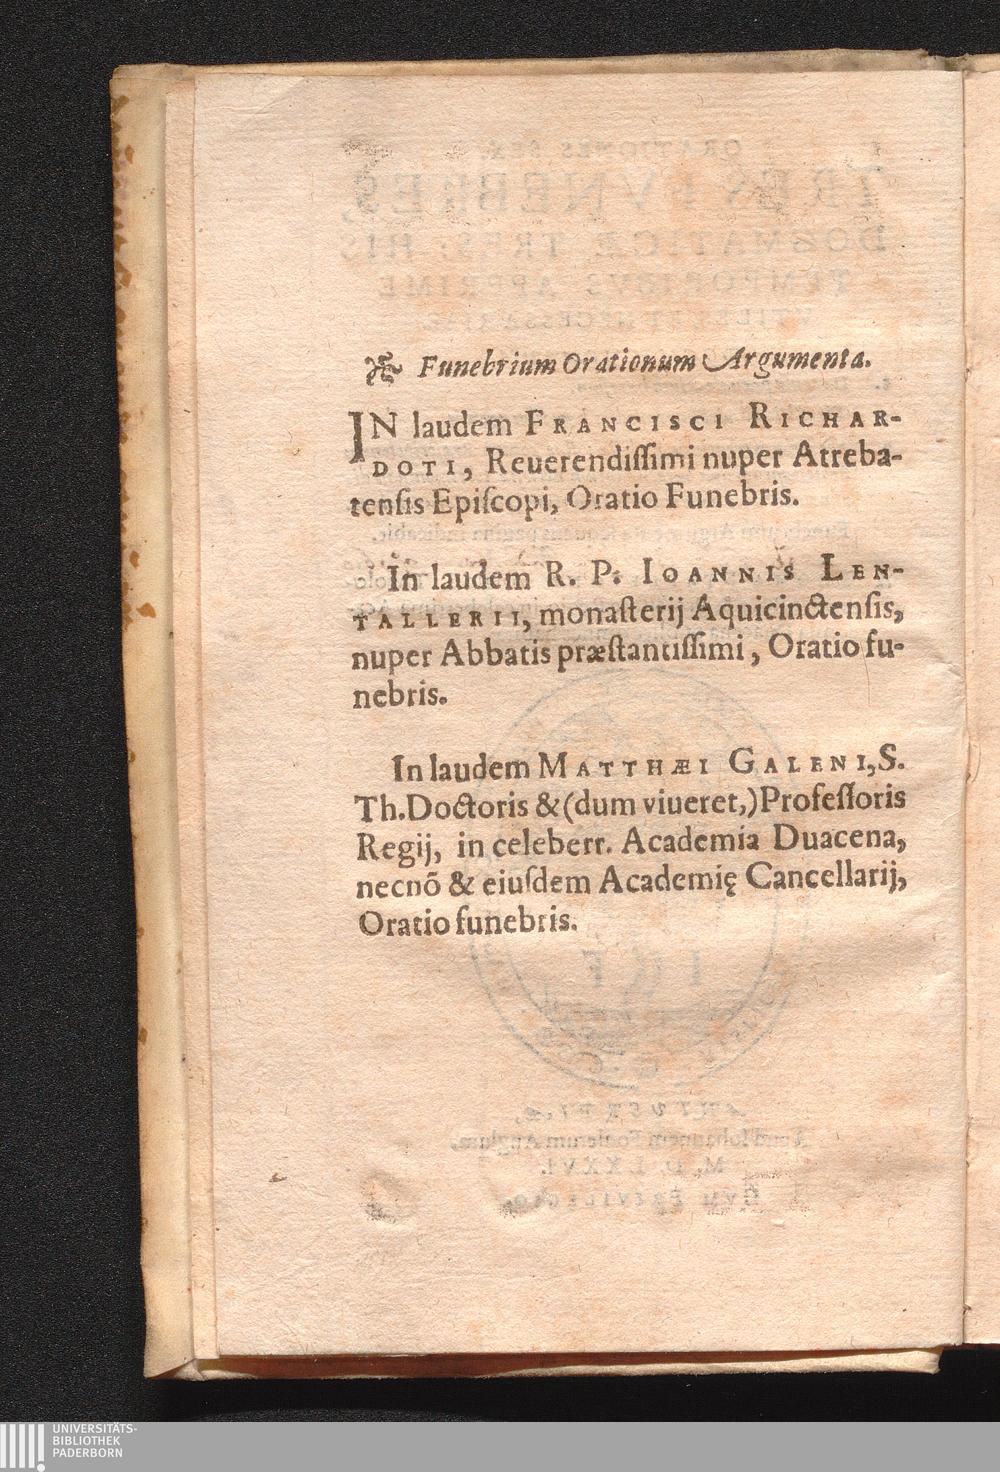 Funebrium Orationum Argumenta.
IN laudem FRANCISCI RICHAR-
DOTI, Reuerendiſſimi nuper Atreba-
tenſis Epiſcopi, Oratio Funebris.
In laudem R. P. IOANNIS LEN-
TALLERII, monaſterij Aquicinctenſis,
nuper Abbatis præſtantiſſimi, Oratio fu-
nebris.
In laudem MATTHÆI GALENI, S.
Th. Doctoris & (dum viueret,) Profeſſoris
Regij, in celeberr. Academia Duacena,
necnõ & eiuſdem Academię Cancellarij,
Oratio funebris.
UNIVERSITÄTS-
BIBLIOTHEK
PADERBORN